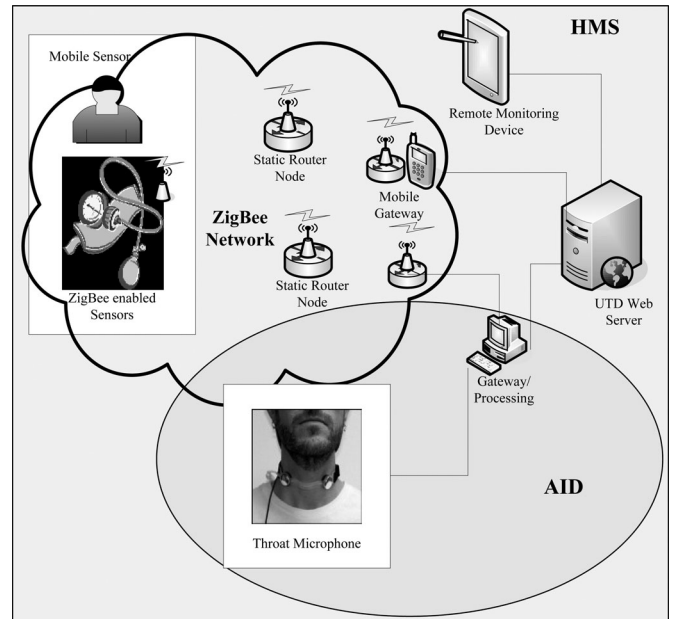 HMS
Mobile Sensor
Remote Monitoring
Device
Static Router
Node
Mobile
Gateway
ZigBee
Network
Static Router
Node
ZigBee enabled
Sensors
UTD Web
Server
Gateway/
Processing
AID
Throat Microphone